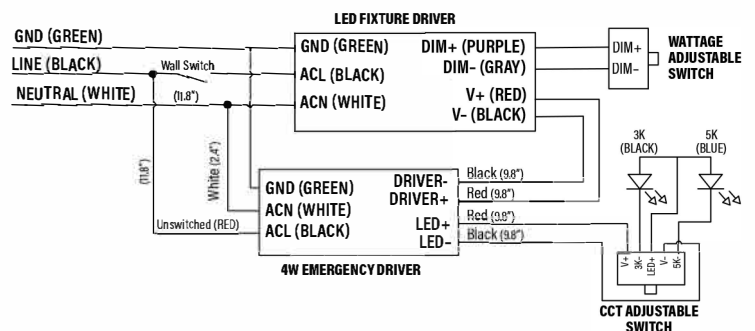 LED FIXTURE DRIVER
GND (GREEN)
LINE (BLACK)
NEUTRAL (WHITE)
Wall Switch
(11.8")
GND (GREEN)
ACL (BLACK)
ACN (WHITE)
DIM+ (PURPLE)
DIM- (GRAY)
V+ (RED)
V- (BLACK)
DIM+
DIM-
WATTAGE
ADJUSTABLE
SWITCH
3K
(BLACK)
5K
(BLUE)
(11.8")
White (2.4")
Unswitched (RED)
GND (GREEN)
ACN (WHITE)
ACL (BLACK)
DRIVER-
DRIVER+
LED+
LED-
Black (9.8")
Red (9.8")
Red (9.8")
Black (9.8")
4W EMERGENCY DRIVER
V+
3K-
LED+
V-
5K-
CCT ADJUSTABLE
SWITCH